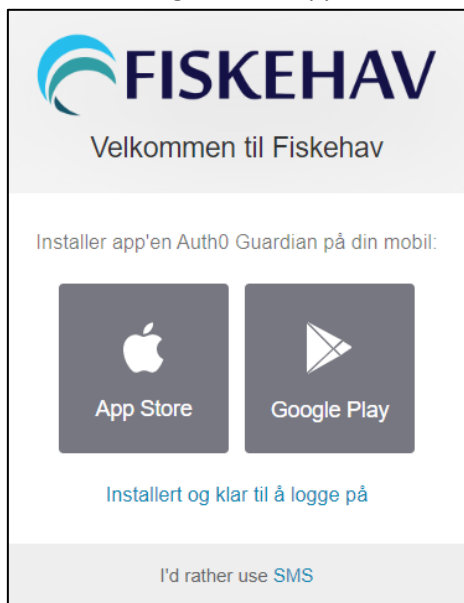 FISKEHAV
Velkommen til Fiskehav
Installer app'en Auth0 Guardian på din mobil:
App Store
Google Play
Installert og klar til å logge på
I'd rather use SMS